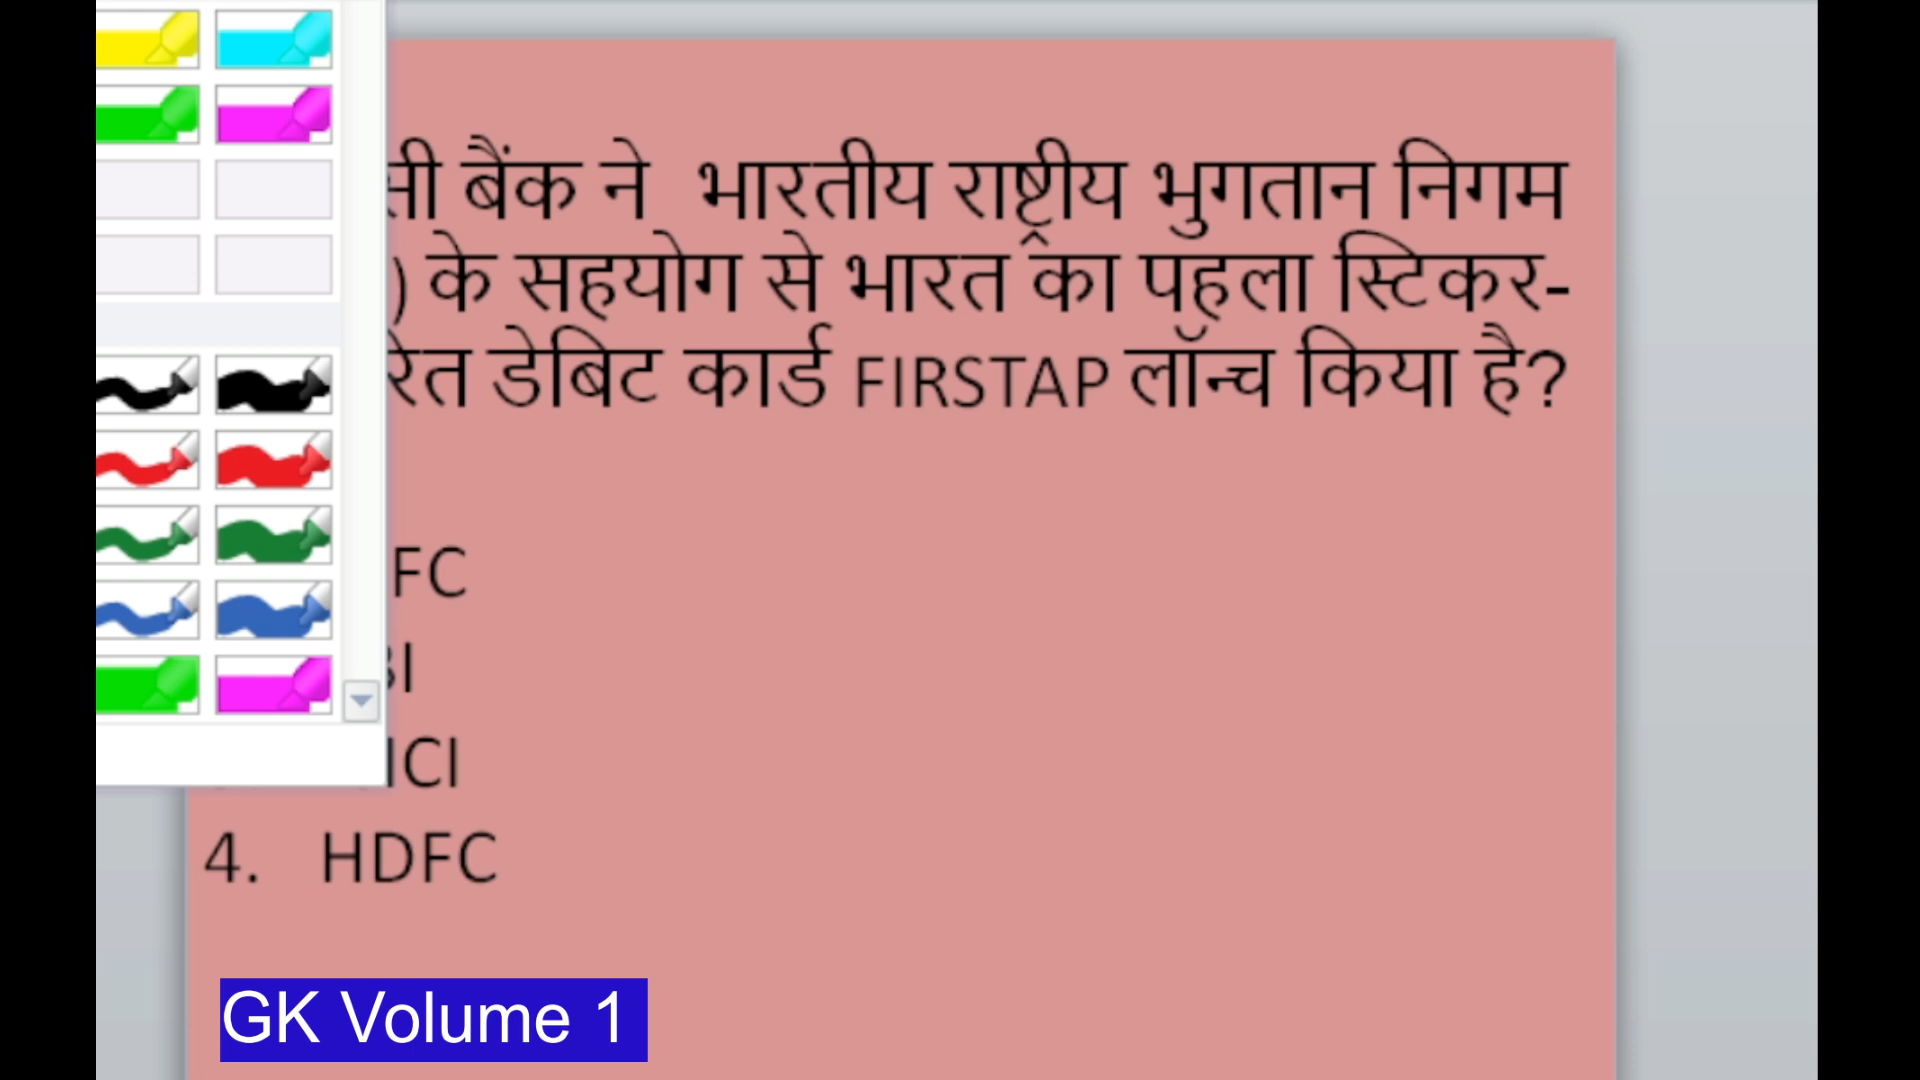 बैंक ने भारतीय राष्ट्रीय भुगतान निगम
) के सहयोग से भारत का पहला स्टिकर-
डेबिट कार्ड FIRSTAP लॉन्च किया है?
FC
I
ICI
4. HDFC
GK Volume 1